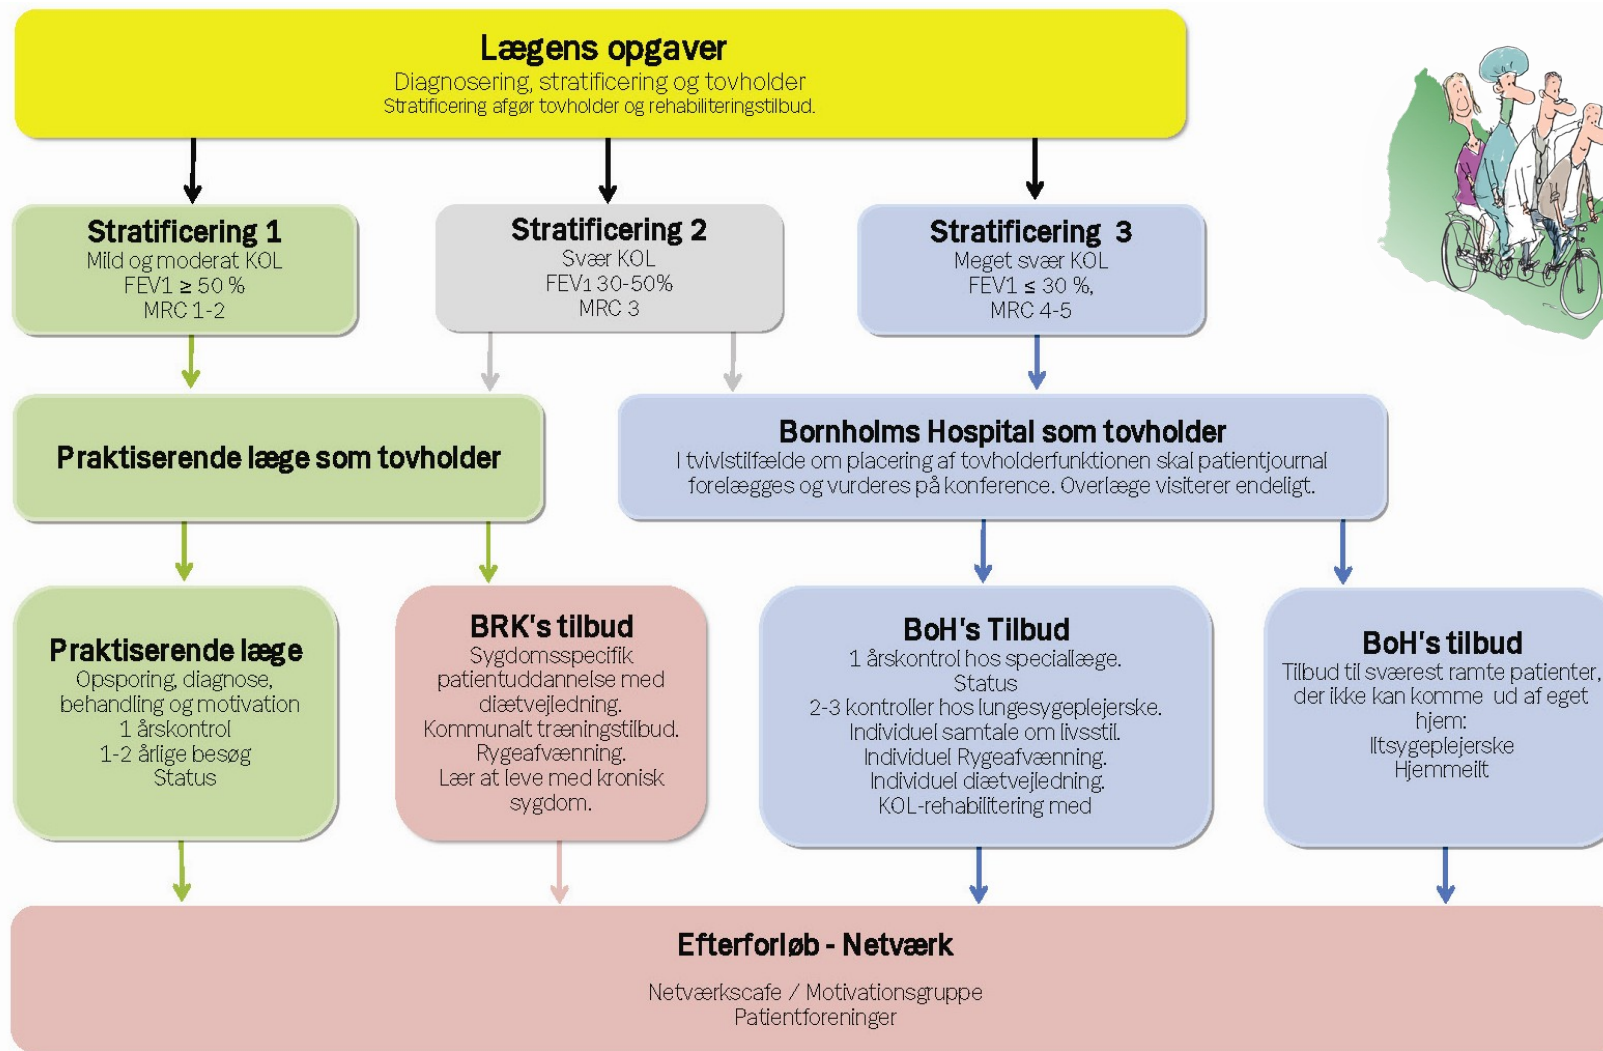 Lægens opgaver
Diagnosering, stratificering og tovholder
Stratificering afgør tovholder og rehabiliteringstilbud.
Stratificering 1
Mild og moderat KOL
FEV1 ≥ 50 %
MRC 1-2
Stratificering 2
Svær KOL
FEV1 30-50%
MRC 3
Stratificering 3
Meget svær KOL
FEV1 ≤ 30 %,
MRC 4-5
Praktiserende læge som tovholder
Bornholms Hospital som tovholder
I tvivlstilfælde om placering af tovholderfunktionen skal patientjournal
forelægges og vurderes på konference. Overlæge visiterer endeligt.
Praktiserende læge
Opsporing, diagnose,
behandling og motivation
1 årskontrol
1-2 årlige besøg
Status
BRK's tilbud
Sygdomsspecifik
patientuddannelse med
diætvejledning.
Kommunalt træningstilbud.
Rygeafvænning.
Lær at leve med kronisk
sygdom.
BoH's Tilbud
1 årskontrol hos speciallæge.
Status
2-3 kontroller hos lungesygeplejerske.
Individuel samtale om livsstil.
Individuel Rygeafvænning.
Individuel diætvejledning.
KOL-rehabilitering med
BoH's tilbud
Tilbud til sværest ramte patienter,
der ikke kan komme ud af eget
hjem:
Iltsygeplejerske
Hjemmeilt
Efterforløb - Netværk
Netværkscafe / Motivationsgruppe
Patientforeninger